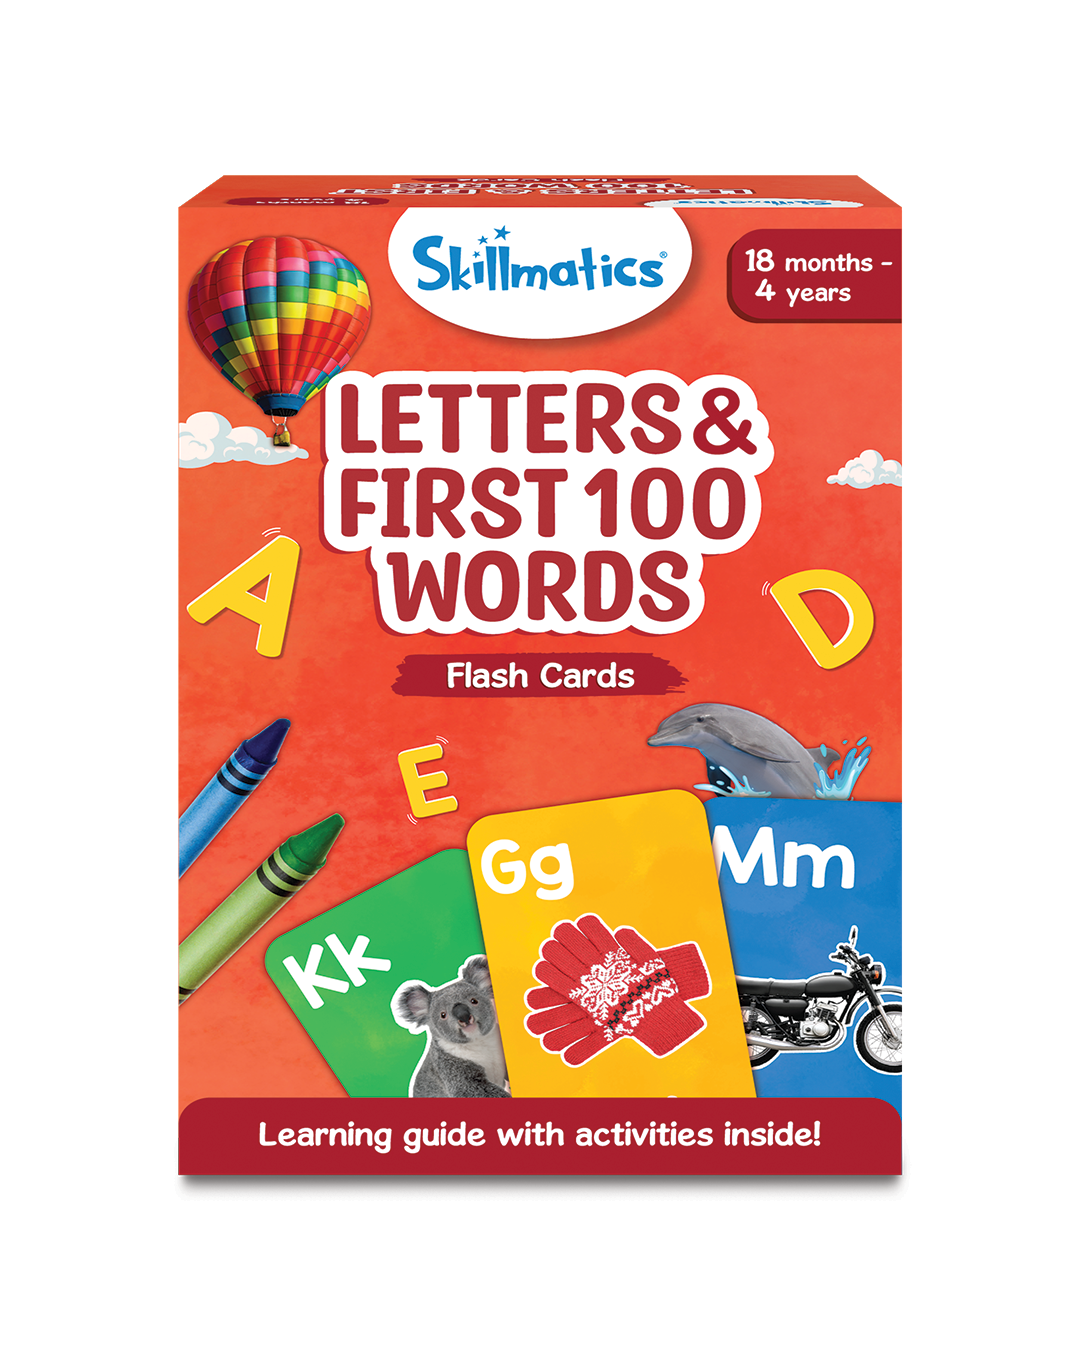 Skillmatics®
18 months -
4 years
LETTERS &
FIRST 100
WORDS
Flash Cards
A
D
E
Gg
Mm
Kk
Learning guide with activities inside!